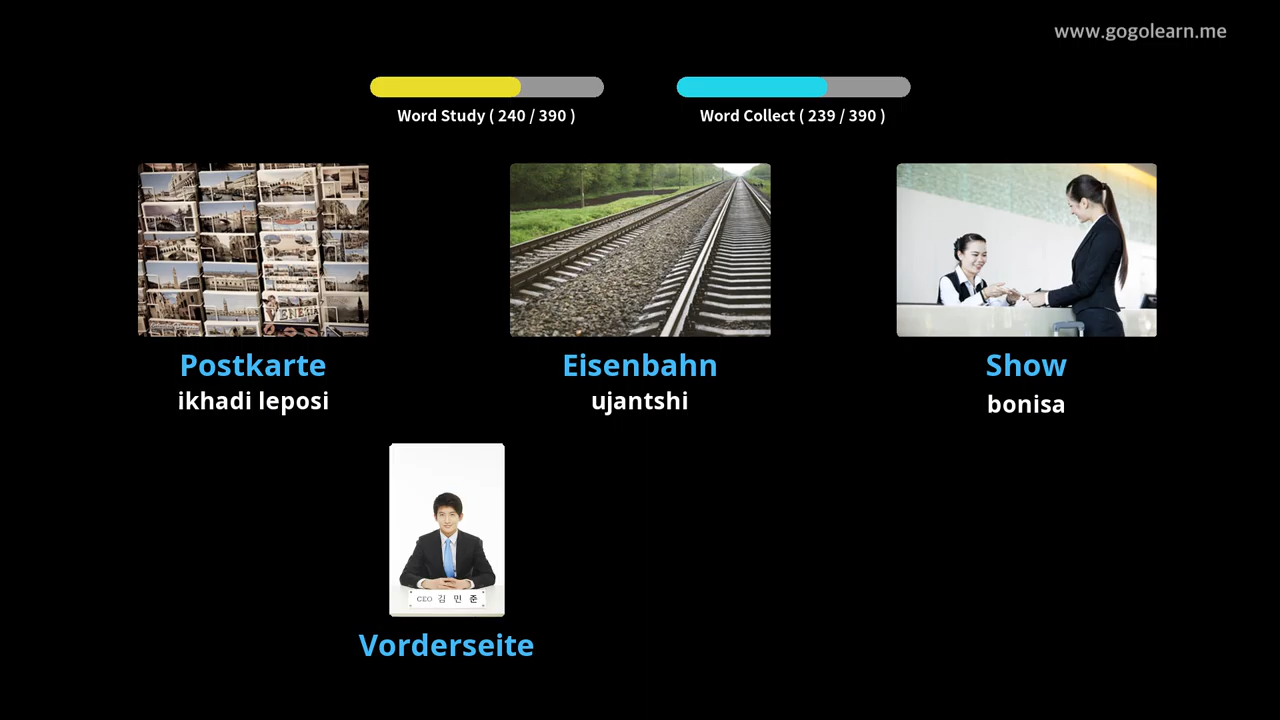 www.gogolearn.me
Word Study ( 240 / 390 )
Word Collect ( 239 / 390 )
Postkarte
ikhadi leposi
Eisenbahn
ujantshi
Show
bonisa
CEO 김 민 준
Vorderseite